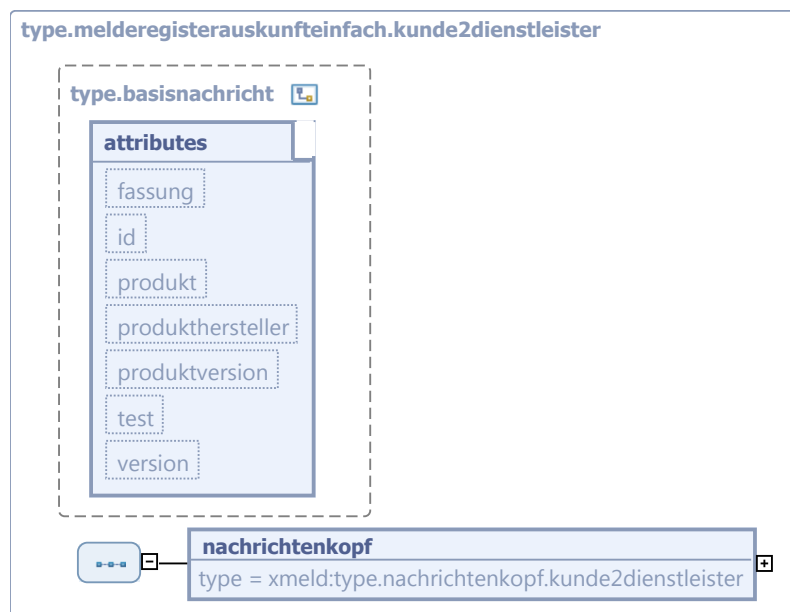 type.melderegisterauskunfteinfach.kunde2dienstleister
type.basisnachricht
attributes
fassung
id
produkt
produkthersteller
produktversion
test
version
nachrichtenkopf
type = xmeld:type.nachrichtenkopf.kunde2dienstleister